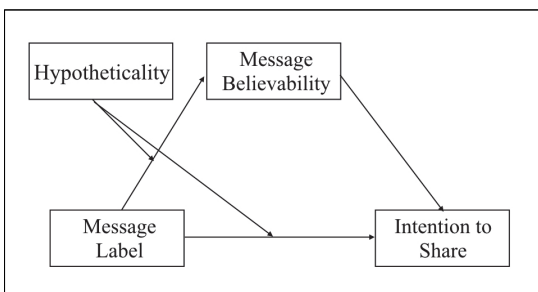 Hypotheticality
Message
Believability
Message
Label
Intention to
Share